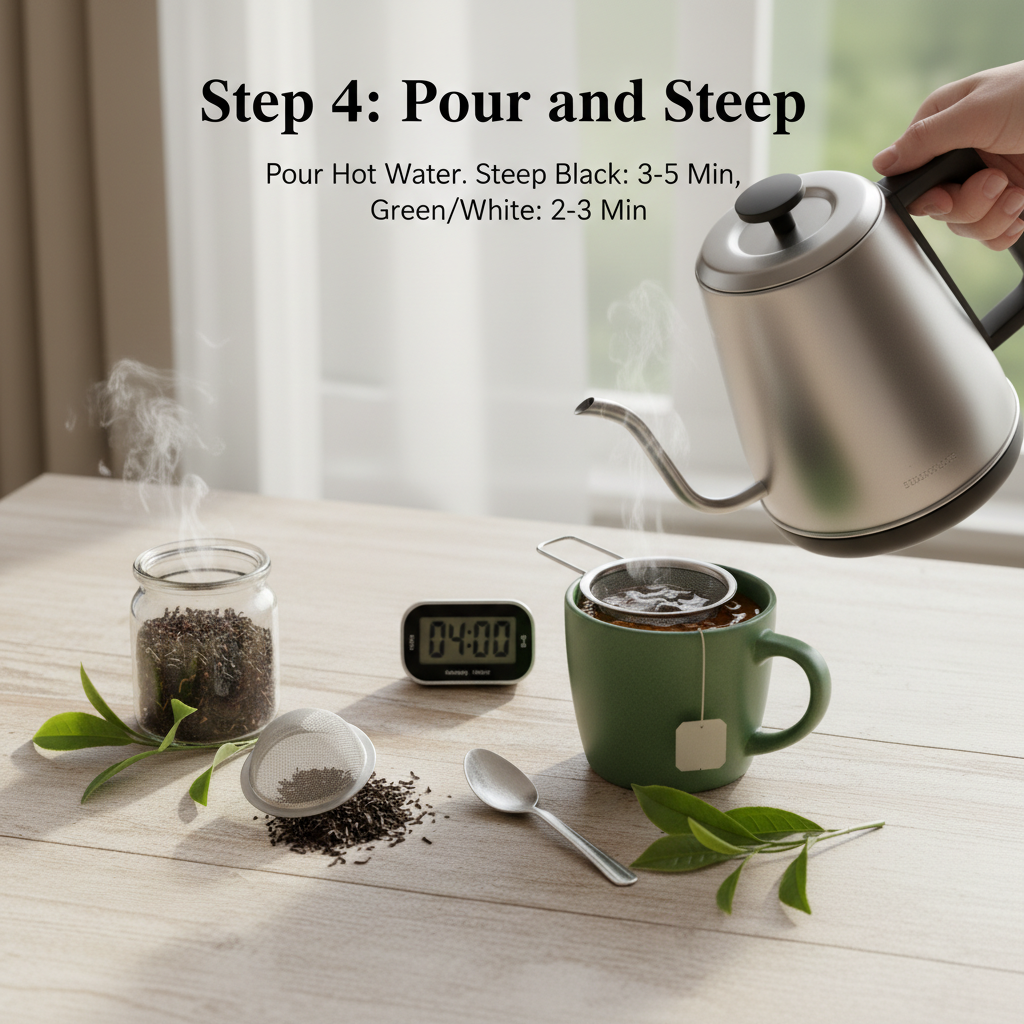 Step 4: Pour and Steep
Pour Hot Water. Steep Black: 3-5 Min,
Green/White: 2-3 Min
04:00